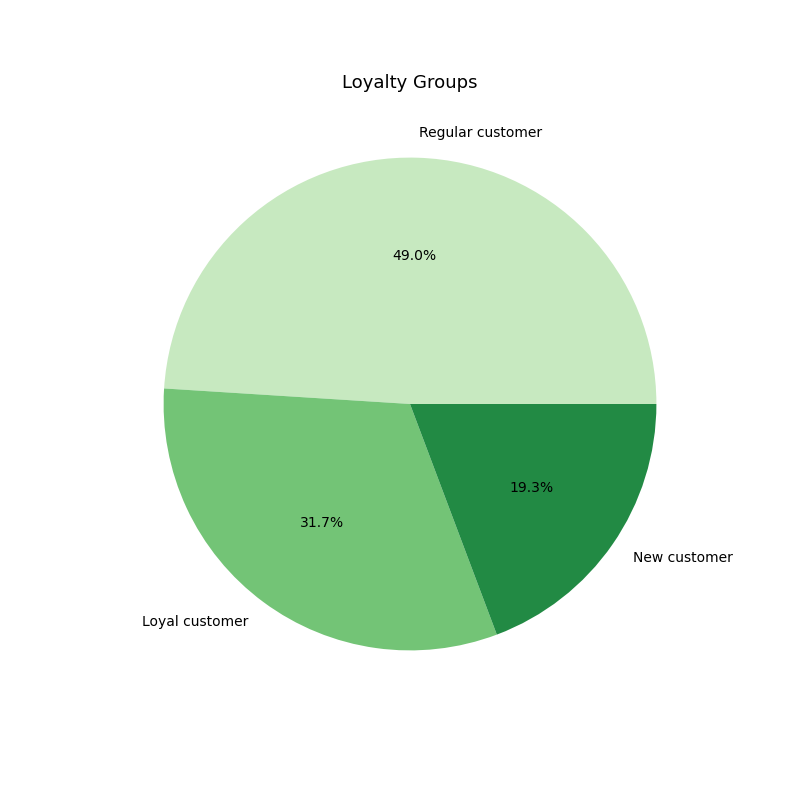 Loyalty Groups
Regular customer
49.0%
31.7%
19.3%
Loyal customer
New customer